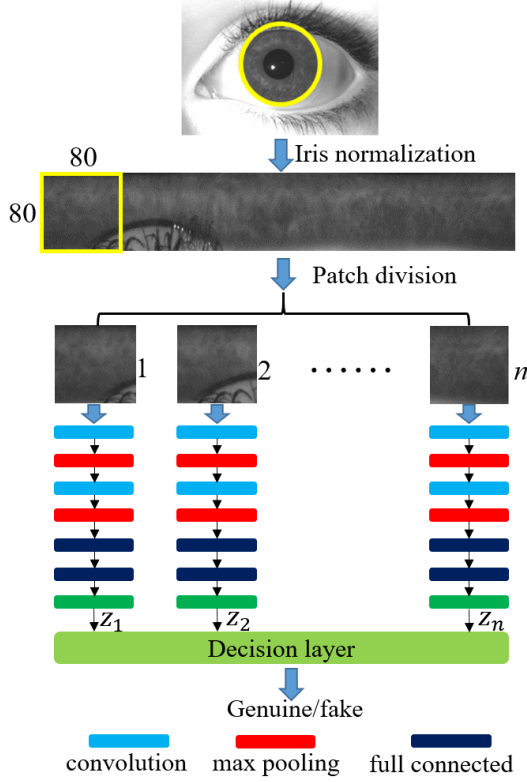 Iris normalization
80
80
Patch division
1
2
······
n
z₁
z₂
zₙ
Decision layer
Genuine/fake
convolution
max pooling
full connected